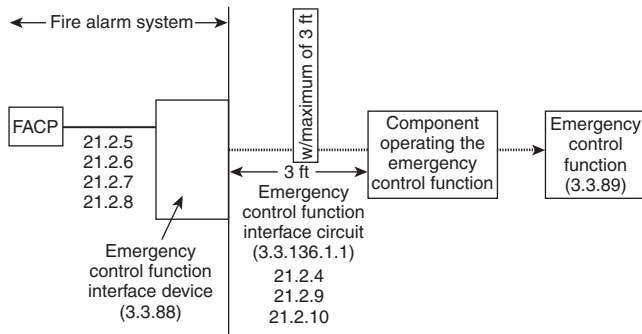 Fire alarm system
FACP
21.2.5
21.2.6
21.2.7
21.2.8
Emergency
control function
interface device
(3.3.88)
w/maximum of 3 ft
3 ft
Emergency
control function
interface circuit
(3.3.136.1.1)
21.2.4
21.2.9
21.2.10
Component
operating the
emergency
control function
Emergency
control
function
(3.3.89)